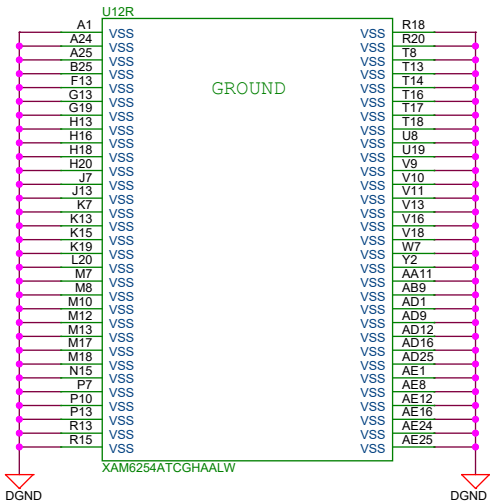 U12R
A1 VSS VSS R18
A24 VSS VSS R20
A25 VSS VSS T8
B25 VSS VSS T13
F13 VSS VSS T14
G13 VSS VSS T16
G19 VSS VSS T17
H13 VSS VSS T18
H16 VSS VSS U8
H18 VSS VSS U19
H20 VSS VSS V9
J7 VSS VSS V10
J13 VSS VSS V11
K7 VSS VSS V13
K13 VSS VSS V16
K15 VSS VSS V18
K19 VSS VSS W7
L20 VSS VSS Y2
M7 VSS VSS AA11
M8 VSS VSS AB9
M10 VSS VSS AD1
M12 VSS VSS AD9
M13 VSS VSS AD12
M17 VSS VSS AD16
M18 VSS VSS AD25
N15 VSS VSS AE1
P7 VSS VSS AE8
P10 VSS VSS AE12
P13 VSS VSS AE16
R13 VSS VSS AE24
R15 VSS VSS AE25
GROUND
XAM6254ATCGHAALW
DGND DGND